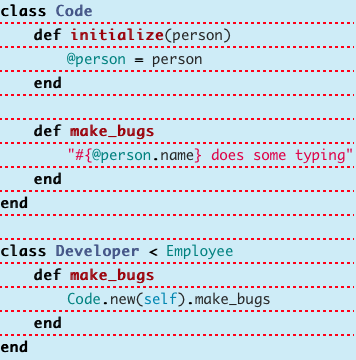 class Code
    def initialize(person)
        @person = person
    end

    def make_bugs
        "#{@person.name} does some typing"
    end
end

class Developer < Employee
    def make_bugs
        Code.new(self).make_bugs
    end
end